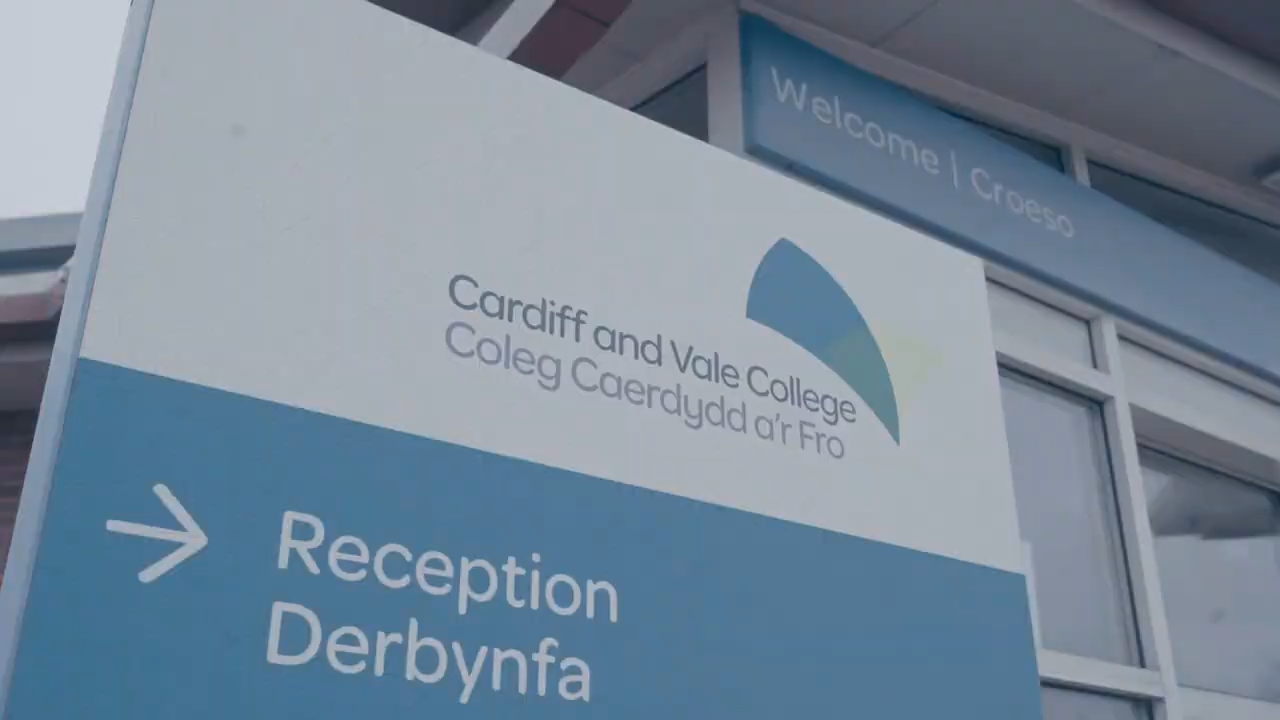 Welcome | Croeso
Cardiff and Vale College
Coleg Caerdydd a'r Fro
Reception
Derbynfa